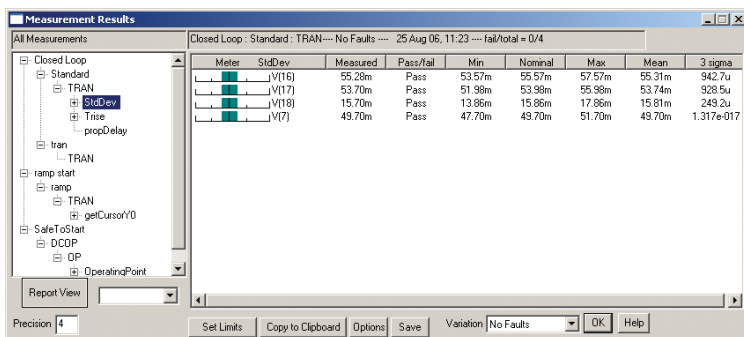 Measurement Results
All Measurements
Closed Loop : Standard : TRAN---- No Faults ---- 25 Aug 06, 11:23 ---- fail/total = 0/4
Closed Loop
Standard
TRAN
StdDev
Trise
propDelay
tran
TRAN
ramp start
ramp
TRAN
getCursorY0
SafeToStart
DCOP
OP
OperatingPoint
Meter StdDev Measured Pass/fail Min Nominal Max Mean 3 sigma
V(16) 55.28m Pass 53.57m 55.57m 57.57m 55.31m 942.7u
V(17) 53.70m Pass 51.98m 53.98m 55.98m 53.74m 928.5u
V(18) 15.70m Pass 13.86m 15.86m 17.86m 15.81m 249.2u
V(7) 49.70m Pass 47.70m 49.70m 51.70m 49.70m 1.317e-017
Report View
Precision 4
Set Limits Copy to Clipboard Options Save Variation No Faults OK Help